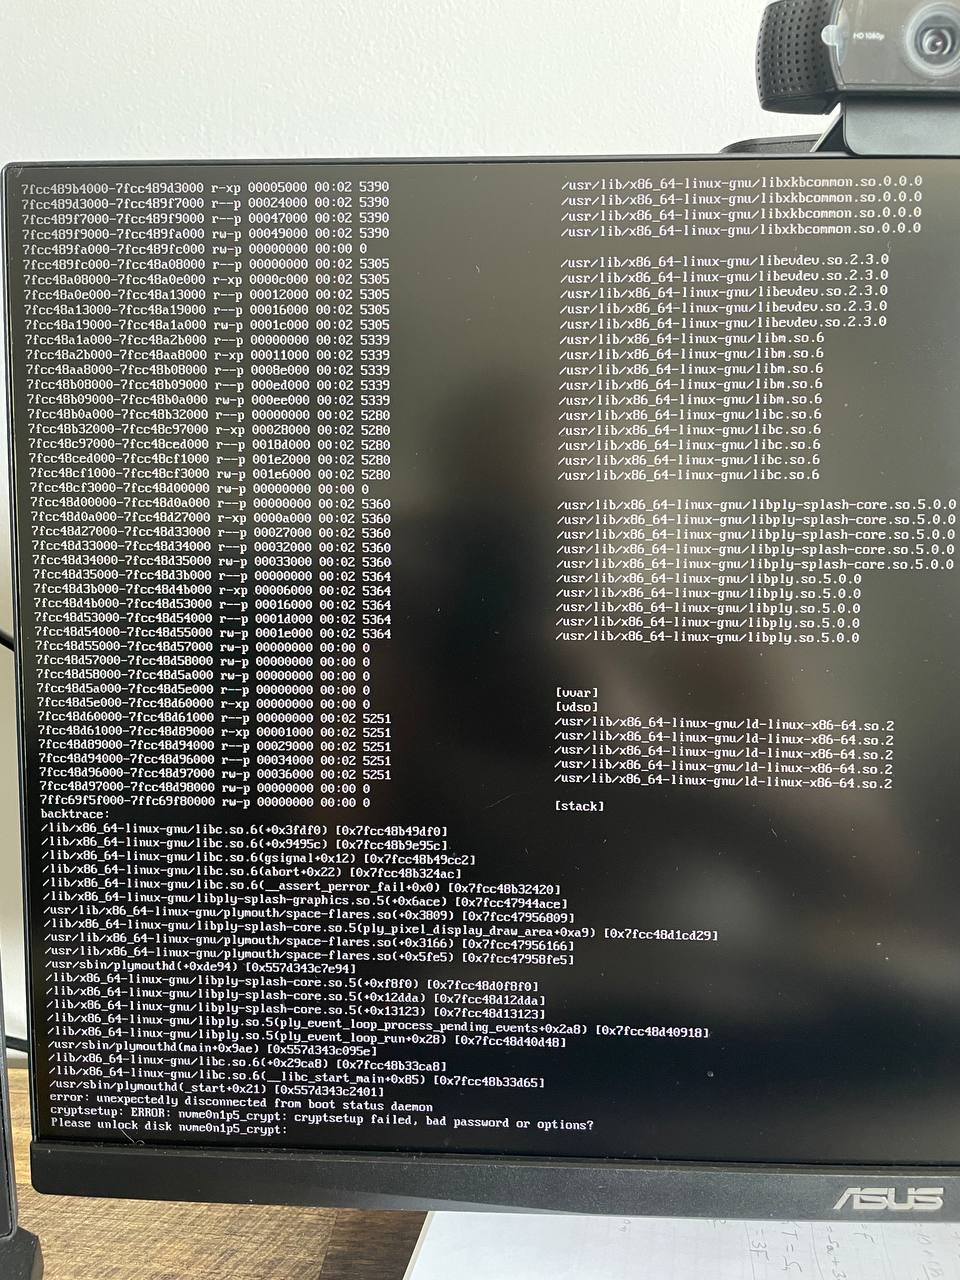 HD 1080p
7fcc489b4000-7fcc489d3000 r-xp 00005000 00:02 5390 /usr/lib/x86_64-linux-gnu/libxkbcommon.so.0.0.0
7fcc489d3000-7fcc489f7000 r--p 00024000 00:02 5390 /usr/lib/x86_64-linux-gnu/libxkbcommon.so.0.0.0
7fcc489f7000-7fcc489f9000 r--p 00047000 00:02 5390 /usr/lib/x86_64-linux-gnu/libxkbcommon.so.0.0.0
7fcc489f9000-7fcc489fa000 rw-p 00049000 00:02 5390 /usr/lib/x86_64-linux-gnu/libxkbcommon.so.0.0.0
7fcc489fa000-7fcc489fc000 rw-p 00000000 00:00 0
7fcc489fc000-7fcc48a08000 r--p 00000000 00:02 5305 /usr/lib/x86_64-linux-gnu/libevdev.so.2.3.0
7fcc48a08000-7fcc48a0e000 r-xp 0000c000 00:02 5305 /usr/lib/x86_64-linux-gnu/libevdev.so.2.3.0
7fcc48a0e000-7fcc48a13000 r--p 00012000 00:02 5305 /usr/lib/x86_64-linux-gnu/libevdev.so.2.3.0
7fcc48a13000-7fcc48a19000 r--p 00016000 00:02 5305 /usr/lib/x86_64-linux-gnu/libevdev.so.2.3.0
7fcc48a19000-7fcc48a1a000 rw-p 0001c000 00:02 5305 /usr/lib/x86_64-linux-gnu/libevdev.so.2.3.0
7fcc48a1a000-7fcc48a2b000 r--p 00000000 00:02 5339 /usr/lib/x86_64-linux-gnu/libm.so.6
7fcc48a2b000-7fcc48aa8000 r-xp 00011000 00:02 5339 /usr/lib/x86_64-linux-gnu/libm.so.6
7fcc48aa8000-7fcc48b08000 r--p 0008e000 00:02 5339 /usr/lib/x86_64-linux-gnu/libm.so.6
7fcc48b08000-7fcc48b09000 r--p 000ed000 00:02 5339 /usr/lib/x86_64-linux-gnu/libm.so.6
7fcc48b09000-7fcc48b0a000 rw-p 000ee000 00:02 5339 /usr/lib/x86_64-linux-gnu/libm.so.6
7fcc48b0a000-7fcc48b32000 r--p 00000000 00:02 5280 /usr/lib/x86_64-linux-gnu/libc.so.6
7fcc48b32000-7fcc48c97000 r-xp 00028000 00:02 5280 /usr/lib/x86_64-linux-gnu/libc.so.6
7fcc48c97000-7fcc48ced000 r--p 0018d000 00:02 5280 /usr/lib/x86_64-linux-gnu/libc.so.6
7fcc48ced000-7fcc48cf1000 r--p 001e2000 00:02 5280 /usr/lib/x86_64-linux-gnu/libc.so.6
7fcc48cf1000-7fcc48cf3000 rw-p 001e6000 00:02 5280 /usr/lib/x86_64-linux-gnu/libc.so.6
7fcc48cf3000-7fcc48d00000 rw-p 00000000 00:00 0
7fcc48d00000-7fcc48d0a000 r--p 00000000 00:02 5360 /usr/lib/x86_64-linux-gnu/libply-splash-core.so.5.0.0
7fcc48d0a000-7fcc48d27000 r-xp 0000a000 00:02 5360 /usr/lib/x86_64-linux-gnu/libply-splash-core.so.5.0.0
7fcc48d27000-7fcc48d33000 r--p 00027000 00:02 5360 /usr/lib/x86_64-linux-gnu/libply-splash-core.so.5.0.0
7fcc48d33000-7fcc48d34000 r--p 00032000 00:02 5360 /usr/lib/x86_64-linux-gnu/libply-splash-core.so.5.0.0
7fcc48d34000-7fcc48d35000 rw-p 00033000 00:02 5360 /usr/lib/x86_64-linux-gnu/libply-splash-core.so.5.0.0
7fcc48d35000-7fcc48d3b000 r--p 00000000 00:02 5364 /usr/lib/x86_64-linux-gnu/libply.so.5.0.0
7fcc48d3b000-7fcc48d4b000 r-xp 00006000 00:02 5364 /usr/lib/x86_64-linux-gnu/libply.so.5.0.0
7fcc48d4b000-7fcc48d53000 r--p 00016000 00:02 5364 /usr/lib/x86_64-linux-gnu/libply.so.5.0.0
7fcc48d53000-7fcc48d54000 r--p 0001d000 00:02 5364 /usr/lib/x86_64-linux-gnu/libply.so.5.0.0
7fcc48d54000-7fcc48d55000 rw-p 0001e000 00:02 5364 /usr/lib/x86_64-linux-gnu/libply.so.5.0.0
7fcc48d55000-7fcc48d57000 rw-p 00000000 00:00 0
7fcc48d57000-7fcc48d58000 rw-p 00000000 00:00 0
7fcc48d58000-7fcc48d5a000 rw-p 00000000 00:00 0
7fcc48d5a000-7fcc48d5e000 r--p 00000000 00:00 0 [vvar]
7fcc48d5e000-7fcc48d60000 r-xp 00000000 00:00 0 [vdso]
7fcc48d60000-7fcc48d61000 r--p 00000000 00:02 5251 /usr/lib/x86_64-linux-gnu/ld-linux-x86-64.so.2
7fcc48d61000-7fcc48d89000 r-xp 00001000 00:02 5251 /usr/lib/x86_64-linux-gnu/ld-linux-x86-64.so.2
7fcc48d89000-7fcc48d94000 r--p 00029000 00:02 5251 /usr/lib/x86_64-linux-gnu/ld-linux-x86-64.so.2
7fcc48d94000-7fcc48d96000 r--p 00034000 00:02 5251 /usr/lib/x86_64-linux-gnu/ld-linux-x86-64.so.2
7fcc48d96000-7fcc48d97000 rw-p 00036000 00:02 5251 /usr/lib/x86_64-linux-gnu/ld-linux-x86-64.so.2
7fcc48d97000-7fcc48d98000 rw-p 00000000 00:00 0
7ffc69f5f000-7ffc69f80000 rw-p 00000000 00:00 0 [stack]
backtrace:
/lib/x86_64-linux-gnu/libc.so.6(+0x3fdf0) [0x7fcc48b49df0]
/lib/x86_64-linux-gnu/libc.so.6(+0x9495c) [0x7fcc48b9e95c]
/lib/x86_64-linux-gnu/libc.so.6(gsignal+0x12) [0x7fcc48b49cc2]
/lib/x86_64-linux-gnu/libc.so.6(abort+0x22) [0x7fcc48b324ac]
/lib/x86_64-linux-gnu/libc.so.6(__assert_perror_fail+0x0) [0x7fcc48b32420]
/lib/x86_64-linux-gnu/libply-splash-graphics.so.5(+0x6ace) [0x7fcc47944ace]
/usr/lib/x86_64-linux-gnu/plymouth/space-flares.so(+0x3809) [0x7fcc47956809]
/lib/x86_64-linux-gnu/libply-splash-core.so.5(ply_pixel_display_draw_area+0xa9) [0x7fcc48d1cd29]
/usr/lib/x86_64-linux-gnu/plymouth/space-flares.so(+0x3166) [0x7fcc47956166]
/usr/lib/x86_64-linux-gnu/plymouth/space-flares.so(+0x5fe5) [0x7fcc47958fe5]
/usr/sbin/plymouthd(+0xde94) [0x557d343c7e94]
/lib/x86_64-linux-gnu/libply-splash-core.so.5(+0xf8f0) [0x7fcc48d0f8f0]
/lib/x86_64-linux-gnu/libply-splash-core.so.5(+0x12dda) [0x7fcc48d12dda]
/lib/x86_64-linux-gnu/libply-splash-core.so.5(+0x13123) [0x7fcc48d13123]
/lib/x86_64-linux-gnu/libply.so.5(ply_event_loop_process_pending_events+0x2a8) [0x7fcc48d40918]
/lib/x86_64-linux-gnu/libply.so.5(ply_event_loop_run+0x28) [0x7fcc48d40d48]
/usr/sbin/plymouthd(main+0x9ae) [0x557d343c095e]
/lib/x86_64-linux-gnu/libc.so.6(+0x29ca8) [0x7fcc48b33ca8]
/lib/x86_64-linux-gnu/libc.so.6(__libc_start_main+0x85) [0x7fcc48b33d65]
/usr/sbin/plymouthd(_start+0x21) [0x557d343c2401]
error: unexpectedly disconnected from boot status daemon
cryptsetup: ERROR: nvme0n1p5_crypt: cryptsetup failed, bad password or options?
Please unlock disk nvme0n1p5_crypt:
ASUS